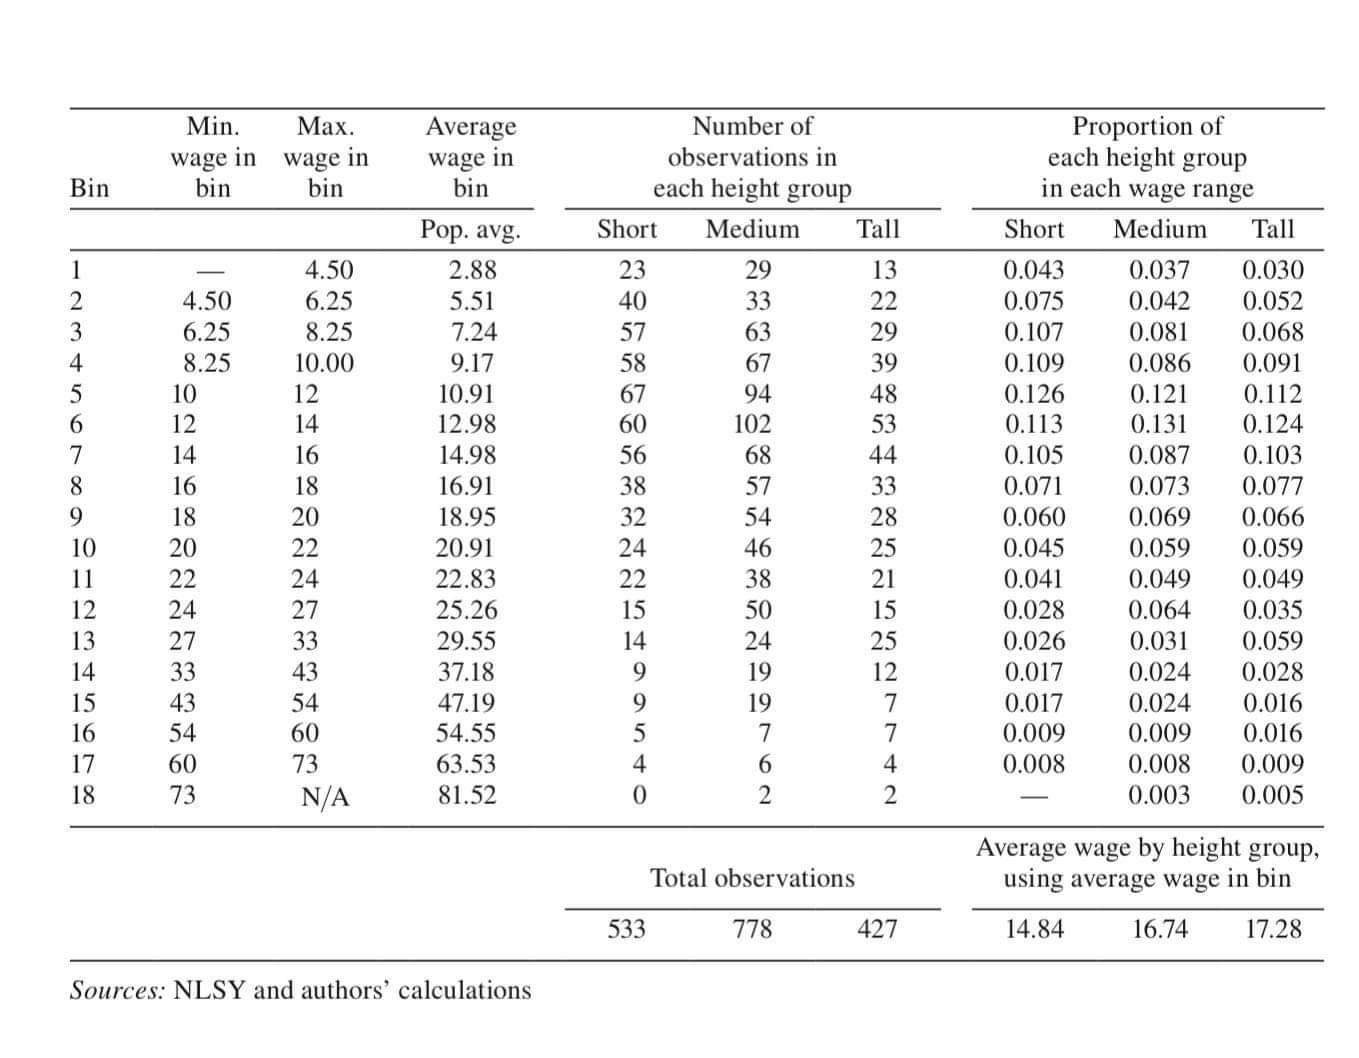 Min. Max. Average Number of Proportion of
wage in wage in wage in observations in each height group
Bin bin bin bin each height group in each wage range
Pop. avg. Short Medium Tall Short Medium Tall
1 — 4.50 2.88 23 29 13 0.043 0.037 0.030
2 4.50 6.25 5.51 40 33 22 0.075 0.042 0.052
3 6.25 8.25 7.24 57 63 29 0.107 0.081 0.068
4 8.25 10.00 9.17 58 67 39 0.109 0.086 0.091
5 10 12 10.91 67 94 48 0.126 0.121 0.112
6 12 14 12.98 60 102 53 0.113 0.131 0.124
7 14 16 14.98 56 68 44 0.105 0.087 0.103
8 16 18 16.91 38 57 33 0.071 0.073 0.077
9 18 20 18.95 32 54 28 0.060 0.069 0.066
10 20 22 20.91 24 46 25 0.045 0.059 0.059
11 22 24 22.83 22 38 21 0.041 0.049 0.049
12 24 27 25.26 15 50 15 0.028 0.064 0.035
13 27 33 29.55 14 24 25 0.026 0.031 0.059
14 33 43 37.18 9 19 12 0.017 0.024 0.028
15 43 54 47.19 9 19 7 0.017 0.024 0.016
16 54 60 54.55 5 7 7 0.009 0.009 0.016
17 60 73 63.53 4 6 4 0.008 0.008 0.009
18 73 N/A 81.52 0 2 2 — 0.003 0.005
Average wage by height group,
Total observations using average wage in bin
533 778 427 14.84 16.74 17.28
Sources: NLSY and authors’ calculations